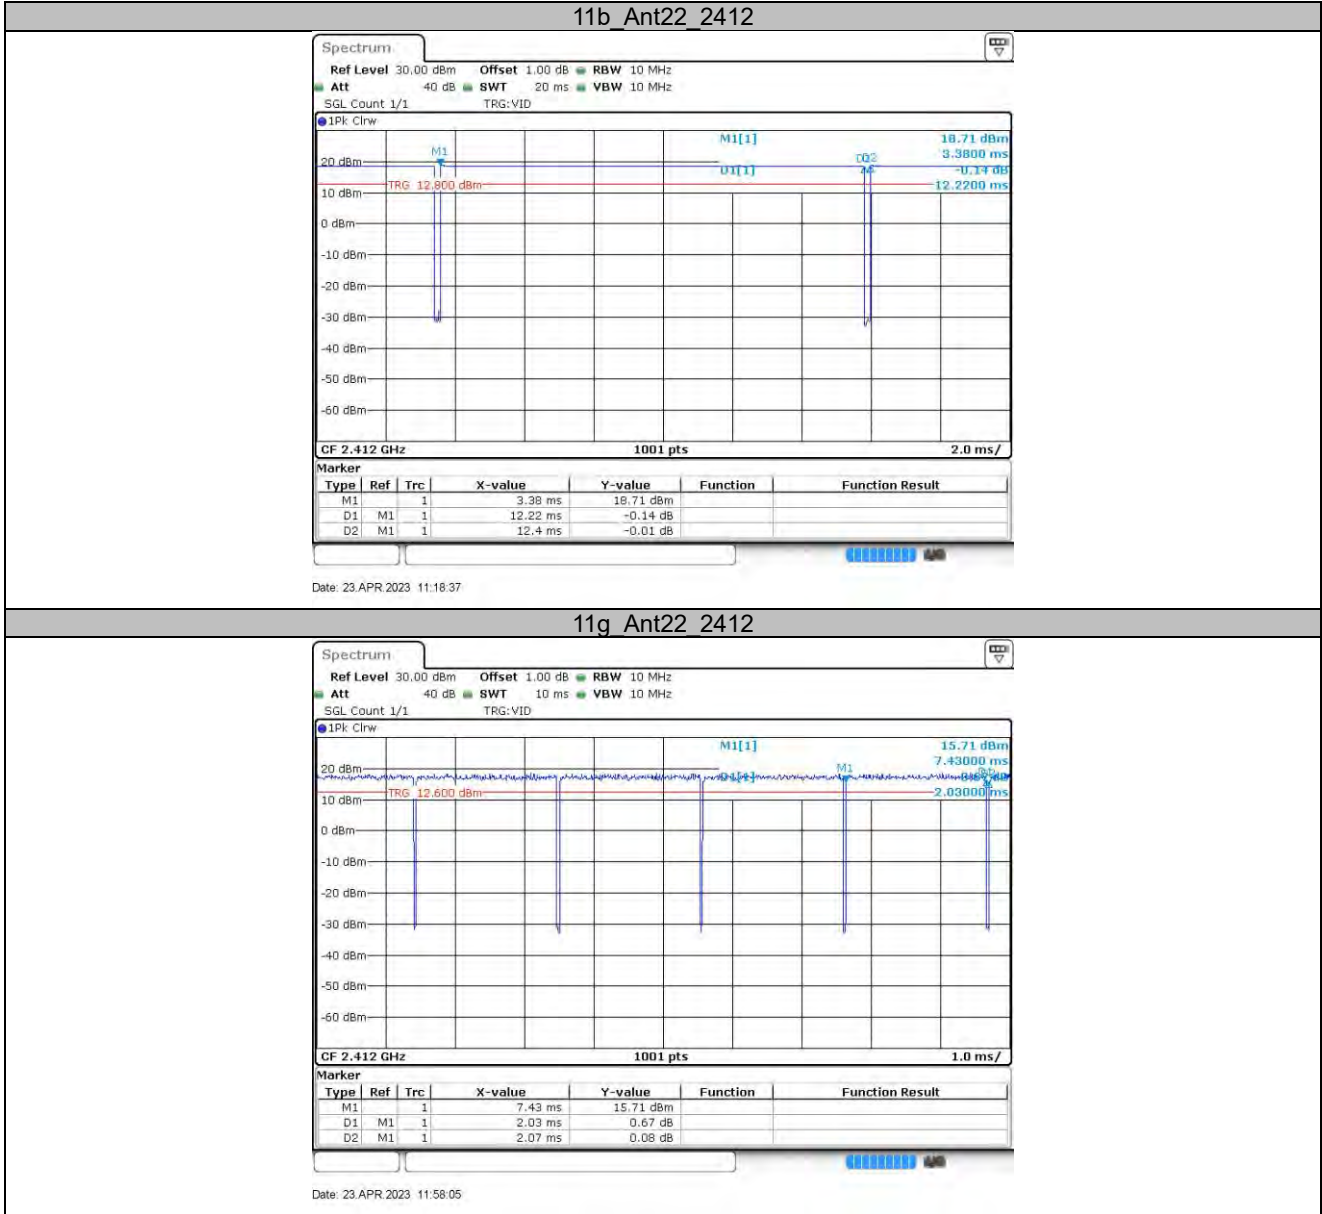 11b_Ant22_2412
Spectrum
Ref Level 30.00 dBm Offset 1.00 dB RBW 10 MHz
Att 40 dB SWT 20 ms VBW 10 MHz
SGL Count 1/1 TRG:VID
1Pk Clrw
M1[1] 18.71 dBm
3.3800 ms
D1[1] -0.14 dB
12.2200 ms
M1
D2
20 dBm
TRG 12.800 dBm
10 dBm
0 dBm
-10 dBm
-20 dBm
-30 dBm
-40 dBm
-50 dBm
-60 dBm
CF 2.412 GHz 1001 pts 2.0 ms/
Marker
Type Ref Trc X-value Y-value Function Function Result
M1 1 3.38 ms 18.71 dBm
D1 M1 1 12.22 ms -0.14 dB
D2 M1 1 12.4 ms -0.01 dB
Date: 23.APR.2023 11:18:37
11g_Ant22_2412
Spectrum
Ref Level 30.00 dBm Offset 1.00 dB RBW 10 MHz
Att 40 dB SWT 10 ms VBW 10 MHz
SGL Count 1/1 TRG:VID
1Pk Clrw
M1[1] 15.71 dBm
7.43000 ms
D1[1]
2.03000 ms
M1
20 dBm
TRG 12.600 dBm
10 dBm
0 dBm
-10 dBm
-20 dBm
-30 dBm
-40 dBm
-50 dBm
-60 dBm
CF 2.412 GHz 1001 pts 1.0 ms/
Marker
Type Ref Trc X-value Y-value Function Function Result
M1 1 7.43 ms 15.71 dBm
D1 M1 1 2.03 ms 0.67 dB
D2 M1 1 2.07 ms 0.08 dB
Date: 23.APR.2023 11:58:05